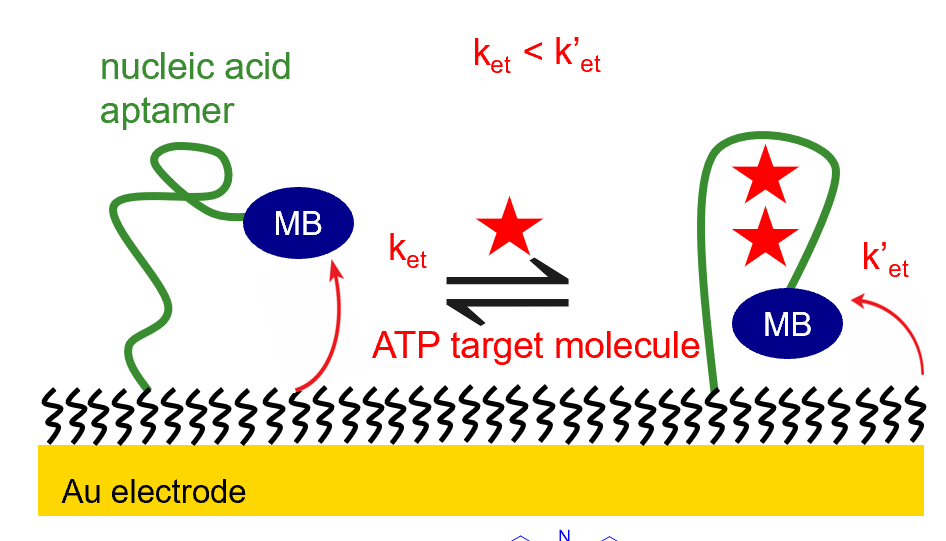 nucleic acid
aptamer
ket < k’et
MB
ket
ATP target molecule
k’et
MB
Au electrode
N